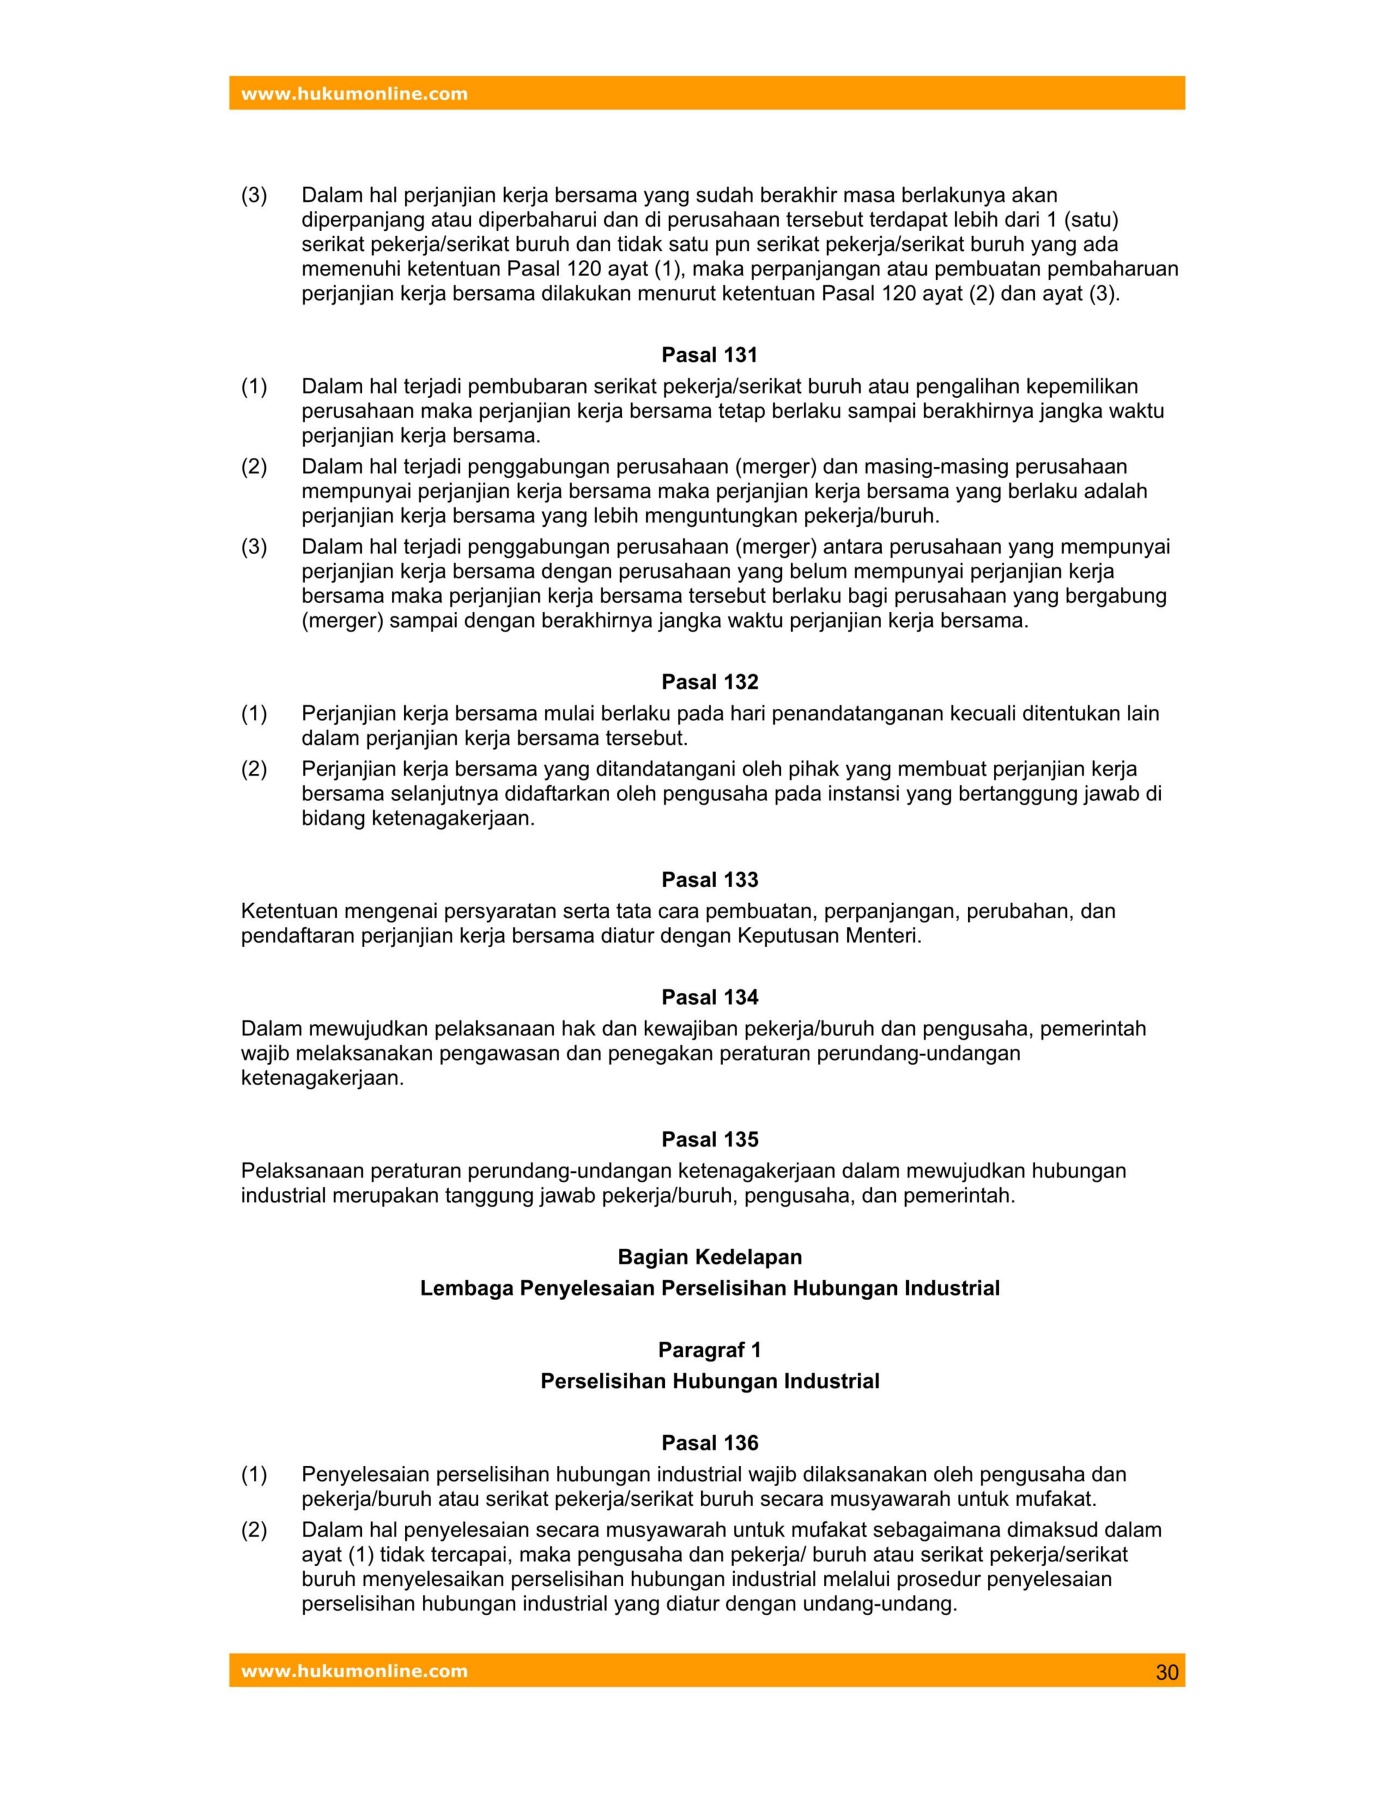 www.hukumonline.com
(3) Dalam hal perjanjian kerja bersama yang sudah berakhir masa berlakunya akan
diperpanjang atau diperbaharui dan di perusahaan tersebut terdapat lebih dari 1 (satu)
serikat pekerja/serikat buruh dan tidak satu pun serikat pekerja/serikat buruh yang ada
memenuhi ketentuan Pasal 120 ayat (1), maka perpanjangan atau pembuatan pembaharuan
perjanjian kerja bersama dilakukan menurut ketentuan Pasal 120 ayat (2) dan ayat (3).
Pasal 131
(1) Dalam hal terjadi pembubaran serikat pekerja/serikat buruh atau pengalihan kepemilikan
perusahaan maka perjanjian kerja bersama tetap berlaku sampai berakhirnya jangka waktu
perjanjian kerja bersama.
(2) Dalam hal terjadi penggabungan perusahaan (merger) dan masing-masing perusahaan
mempunyai perjanjian kerja bersama maka perjanjian kerja bersama yang berlaku adalah
perjanjian kerja bersama yang lebih menguntungkan pekerja/buruh.
(3) Dalam hal terjadi penggabungan perusahaan (merger) antara perusahaan yang mempunyai
perjanjian kerja bersama dengan perusahaan yang belum mempunyai perjanjian kerja
bersama maka perjanjian kerja bersama tersebut berlaku bagi perusahaan yang bergabung
(merger) sampai dengan berakhirnya jangka waktu perjanjian kerja bersama.
Pasal 132
(1) Perjanjian kerja bersama mulai berlaku pada hari penandatanganan kecuali ditentukan lain
dalam perjanjian kerja bersama tersebut.
(2) Perjanjian kerja bersama yang ditandatangani oleh pihak yang membuat perjanjian kerja
bersama selanjutnya didaftarkan oleh pengusaha pada instansi yang bertanggung jawab di
bidang ketenagakerjaan.
Pasal 133
Ketentuan mengenai persyaratan serta tata cara pembuatan, perpanjangan, perubahan, dan
pendaftaran perjanjian kerja bersama diatur dengan Keputusan Menteri.
Pasal 134
Dalam mewujudkan pelaksanaan hak dan kewajiban pekerja/buruh dan pengusaha, pemerintah
wajib melaksanakan pengawasan dan penegakan peraturan perundang-undangan
ketenagakerjaan.
Pasal 135
Pelaksanaan peraturan perundang-undangan ketenagakerjaan dalam mewujudkan hubungan
industrial merupakan tanggung jawab pekerja/buruh, pengusaha, dan pemerintah.
Bagian Kedelapan
Lembaga Penyelesaian Perselisihan Hubungan Industrial
Paragraf 1
Perselisihan Hubungan Industrial
Pasal 136
(1) Penyelesaian perselisihan hubungan industrial wajib dilaksanakan oleh pengusaha dan
pekerja/buruh atau serikat pekerja/serikat buruh secara musyawarah untuk mufakat.
(2) Dalam hal penyelesaian secara musyawarah untuk mufakat sebagaimana dimaksud dalam
ayat (1) tidak tercapai, maka pengusaha dan pekerja/ buruh atau serikat pekerja/serikat
buruh menyelesaikan perselisihan hubungan industrial melalui prosedur penyelesaian
perselisihan hubungan industrial yang diatur dengan undang-undang.
www.hukumonline.com 30